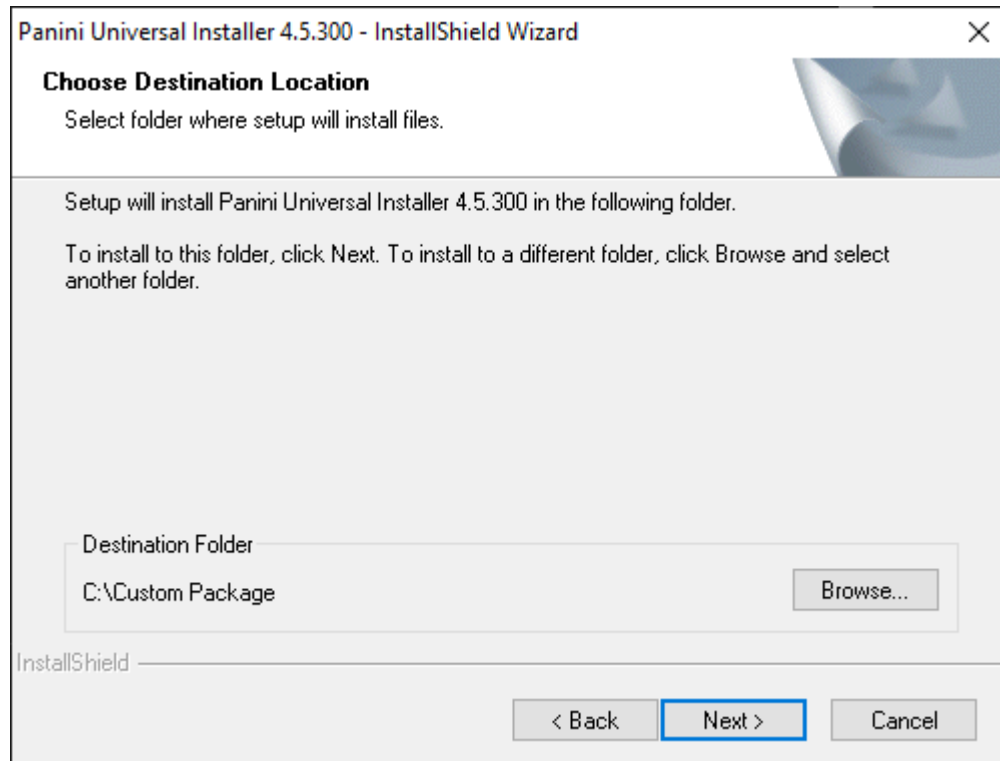 Panini Universal Installer 4.5.300 - InstallShield Wizard
Choose Destination Location
Select folder where setup will install files.
Setup will install Panini Universal Installer 4.5.300 in the following folder.
To install to this folder, click Next. To install to a different folder, click Browse and select
another folder.
Destination Folder
C:\Custom Package
Browse...
InstallShield
< Back
Next >
Cancel